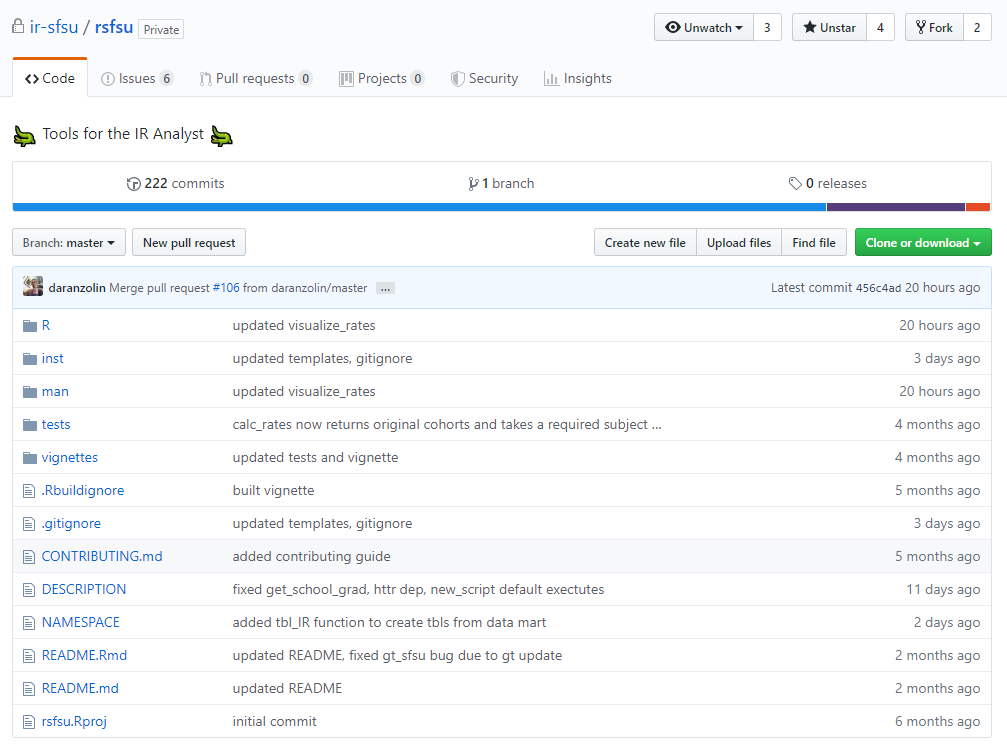 ir-sfsu / rsfsu Private Unwatch 3 Unstar 4 Fork 2
Code Issues 6 Pull requests 0 Projects 0 Security Insights
Tools for the IR Analyst
222 commits 1 branch 0 releases
Branch: master New pull request Create new file Upload files Find file Clone or download
daranzolin Merge pull request #106 from daranzolin/master ... Latest commit 456c4ad 20 hours ago
R updated visualize_rates 20 hours ago
inst updated templates, gitignore 3 days ago
man updated visualize_rates 20 hours ago
tests calc_rates now returns original cohorts and takes a required subject ... 4 months ago
vignettes updated tests and vignette 4 months ago
.Rbuildignore built vignette 5 months ago
.gitignore updated templates, gitignore 3 days ago
CONTRIBUTING.md added contributing guide 5 months ago
DESCRIPTION fixed get_school_grad, httr dep, new_script default exectutes 11 days ago
NAMESPACE added tbl_IR function to create tbls from data mart 2 days ago
README.Rmd updated README, fixed gt_sfsu bug due to gt update 2 months ago
README.md updated README 2 months ago
rsfsu.Rproj initial commit 6 months ago